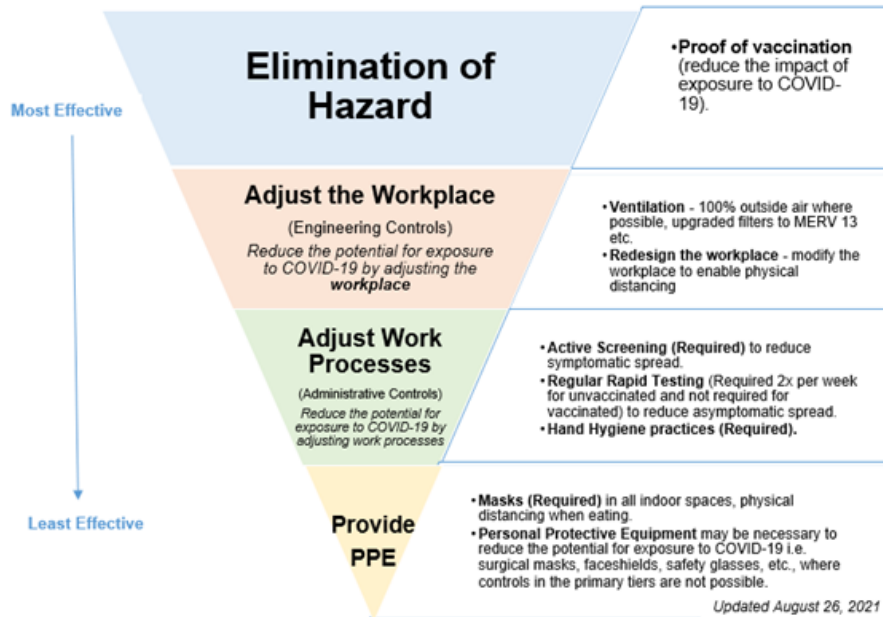 Most Effective
Least Effective
Elimination of
Hazard
•Proof of vaccination
(reduce the impact of
exposure to COVID-
19).
Adjust the Workplace
(Engineering Controls)
Reduce the potential for exposure
to COVID-19 by adjusting the
workplace
•Ventilation - 100% outside air where
possible, upgraded filters to MERV 13
etc.
•Redesign the workplace - modify the
workplace to enable physical
distancing
Adjust Work
Processes
(Administrative Controls)
Reduce the potential for
exposure to COVID-19 by
adjusting work processes
•Active Screening (Required) to reduce
symptomatic spread.
•Regular Rapid Testing (Required 2x per week
for unvaccinated and not required for
vaccinated) to reduce asymptomatic spread.
•Hand Hygiene practices (Required).
Provide
PPE
•Masks (Required) in all indoor spaces, physical
distancing when eating.
•Personal Protective Equipment may be necessary to
reduce the potential for exposure to COVID-19 i.e.
surgical masks, faceshields, safety glasses, etc., where
controls in the primary tiers are not possible.
Updated August 26, 2021